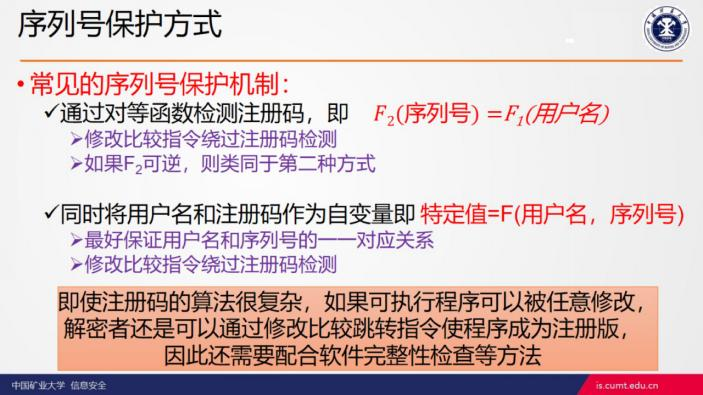 序列号保护方式
•常见的序列号保护机制：
✓通过对等函数检测注册码，即 F₂(序列号) =F₁(用户名)
➢修改比较指令绕过注册码检测
➢如果F₂可逆，则类同于第二种方式
✓同时将用户名和注册码作为自变量即 特定值=F(用户名，序列号)
➢最好保证用户名和序列号的一一对应关系
➢修改比较指令绕过注册码检测
即使注册码的算法很复杂，如果可执行程序可以被任意修改，
解密者还是可以通过修改比较跳转指令使程序成为注册版，
因此还需要配合软件完整性检查等方法
中国矿业大学 信息安全
is.cumt.edu.cn